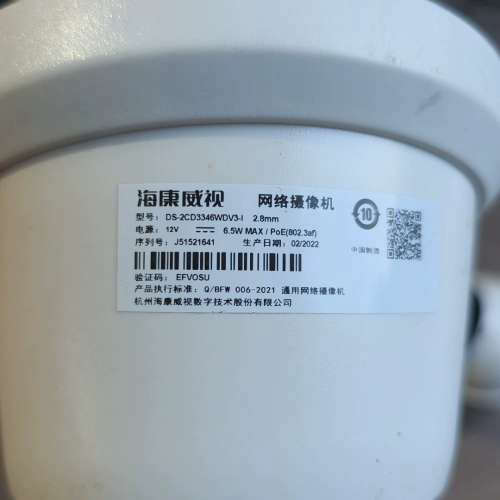 海康威视 网络摄像机
型号: DS-2CD3346WDV3-I 2.8mm
电源: 12V 6.5W MAX / PoE(802.3af)
序列号: J51521641 生产日期: 02/2022
10
中国制造
验证码: EFVOSU
产品执行标准: Q/BFW 006-2021 通用网络摄像机
杭州海康威视数字技术股份有限公司